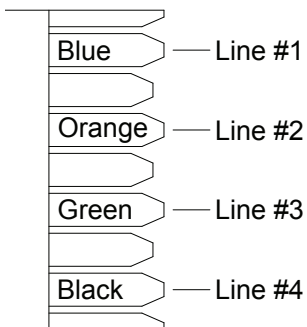 Blue Line #1
Orange Line #2
Green Line #3
Black Line #4